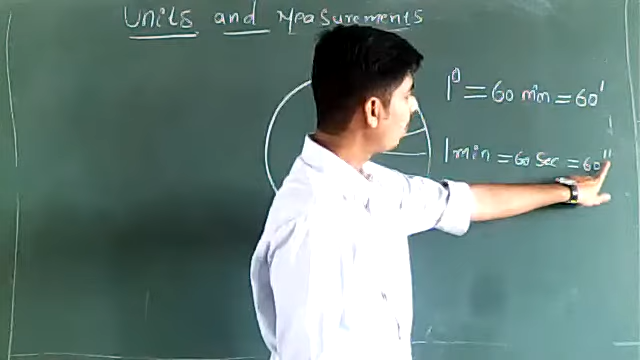 Units and Measurements
1° = 60 min = 60'
1 min = 60 Sec = 60"